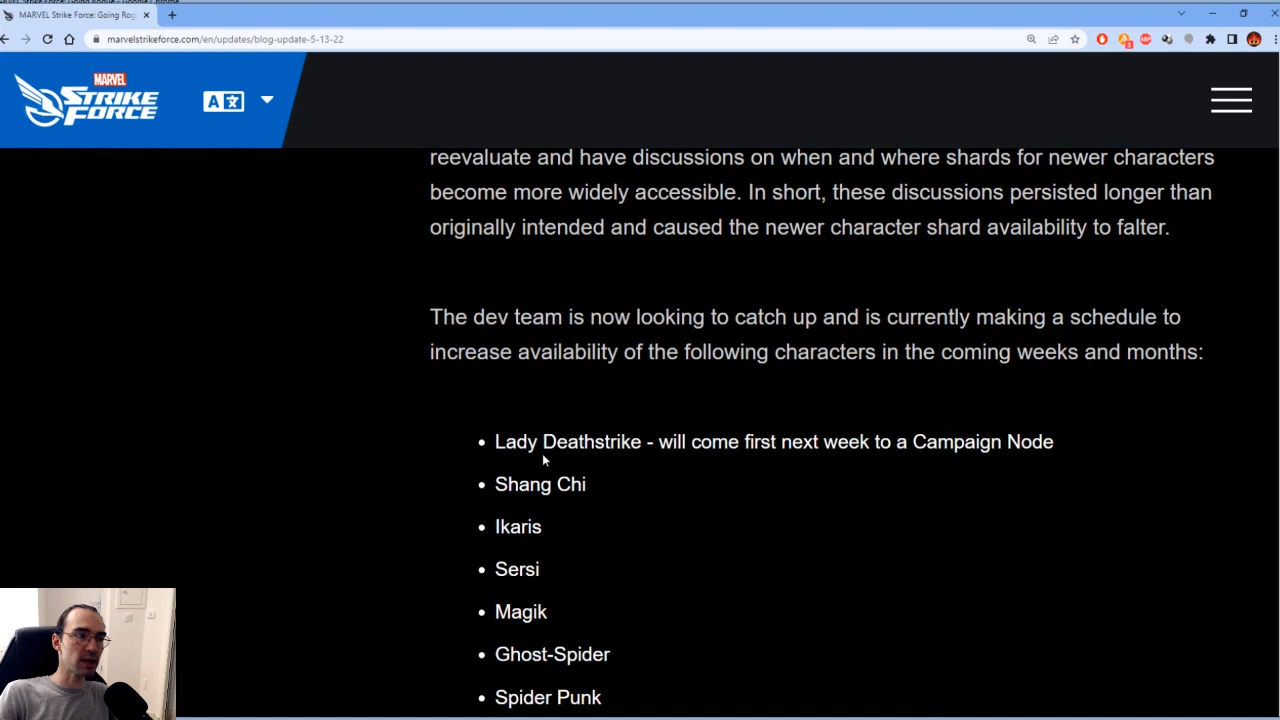 MARVEL Strike Force: Going Rog
marvelstrikeforce.com/en/updates/blog-update-5-13-22
MARVEL
STRIKE
FORCE
A 文
reevaluate and have discussions on when and where shards for newer characters
become more widely accessible. In short, these discussions persisted longer than
originally intended and caused the newer character shard availability to falter.
The dev team is now looking to catch up and is currently making a schedule to
increase availability of the following characters in the coming weeks and months:
• Lady Deathstrike - will come first next week to a Campaign Node
• Shang Chi
• Ikaris
• Sersi
• Magik
• Ghost-Spider
• Spider Punk